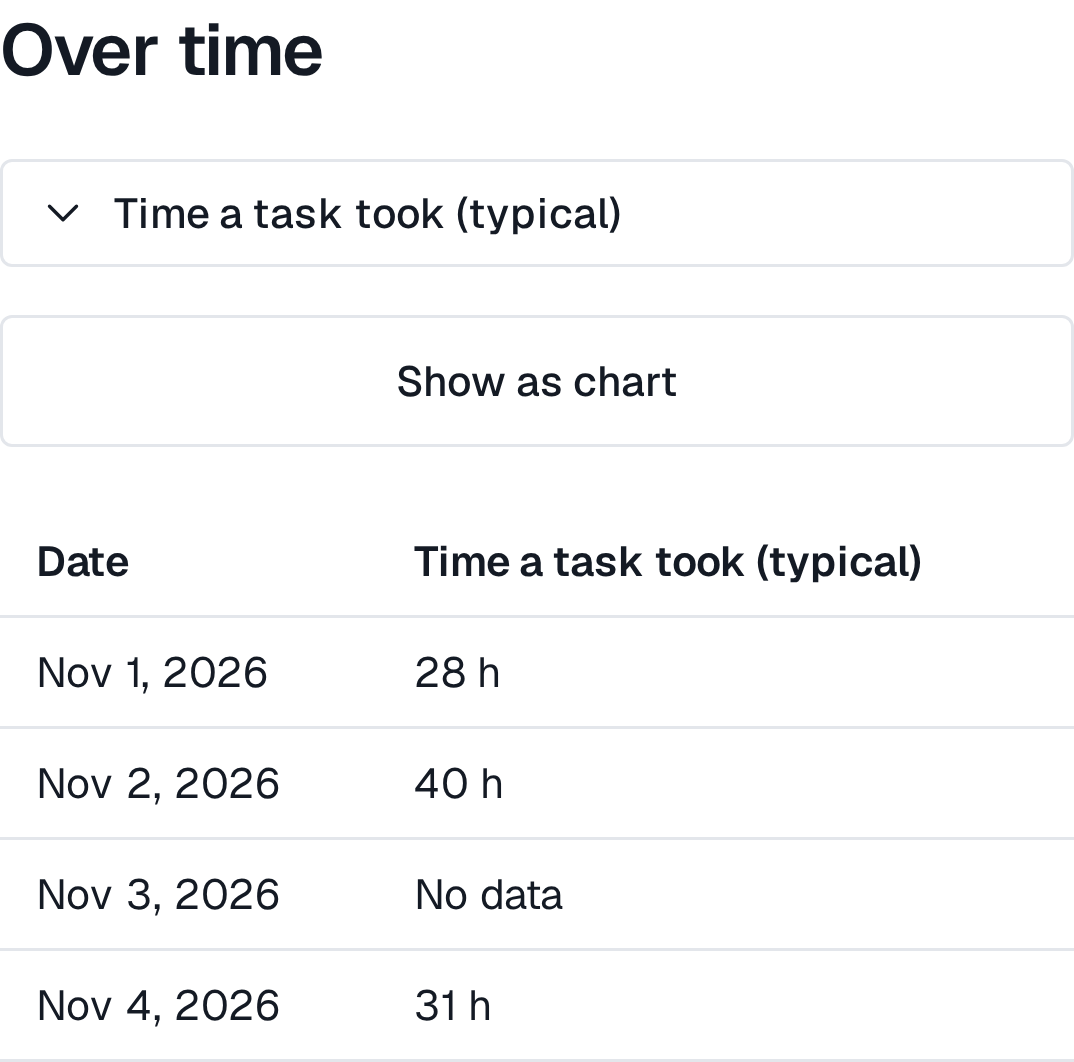 Over time
Time a task took (typical)
Show as chart
Date Time a task took (typical)
Nov 1, 2026 28 h
Nov 2, 2026 40 h
Nov 3, 2026 No data
Nov 4, 2026 31 h